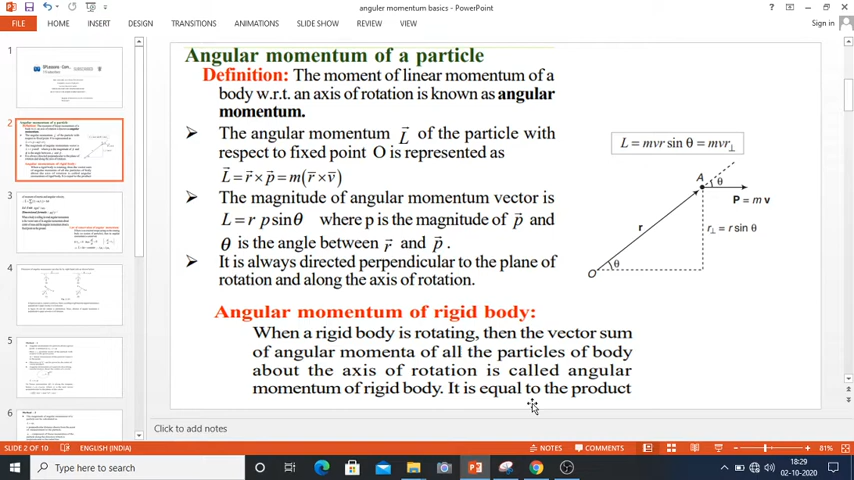 angular momentum basics - PowerPoint
FILE HOME INSERT DESIGN TRANSITIONS ANIMATIONS SLIDE SHOW REVIEW VIEW Sign in
1
2
3
4
5
6
Angular momentum of a particle
Definition: The moment of linear momentum of a
body w.r.t. an axis of rotation is known as angular
momentum.
➢ The angular momentum L⃗ of the particle with
respect to fixed point O is represented as
L⃗ = r⃗ × p⃗ = m(r⃗ × v⃗)
➢ The magnitude of angular momentum vector is
L = r p sinθ where p is the magnitude of p⃗ and
θ is the angle between r⃗ and p⃗.
➢ It is always directed perpendicular to the plane of
rotation and along the axis of rotation.
L = mvr sin θ = mvr⊥
A
θ
P = m v
r
r⊥ = r sin θ
θ
O
Angular momentum of rigid body:
When a rigid body is rotating, then the vector sum
of angular momenta of all the particles of body
about the axis of rotation is called angular
momentum of rigid body. It is equal to the product
Click to add notes
SLIDE 2 OF 10 ENGLISH (INDIA) NOTES COMMENTS 81%
Type here to search
18:29
02-10-2020